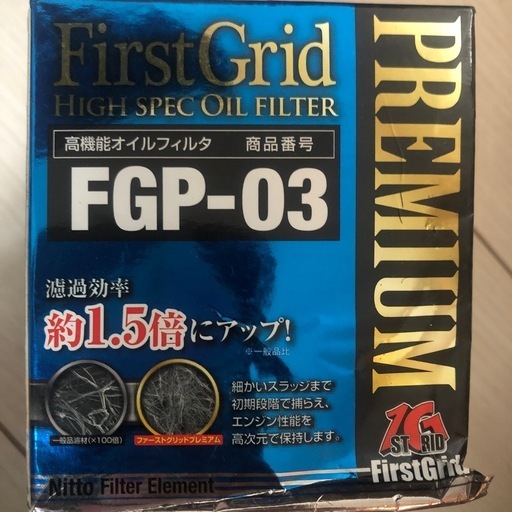 FirstGrid
HIGH SPEC OIL FILTER
高機能オイルフィルタ 商品番号
FGP-03
PREMIUM
濾過効率
約1.5倍にアップ!
※一般品比
一般品濾材(×100倍)
ファーストグリッドプレミアム
細かいスラッジまで
初期段階で捕らえ、
エンジン性能を
高次元で保持します。
1G
ST RID
FirstGrid
Nitto Filter Element